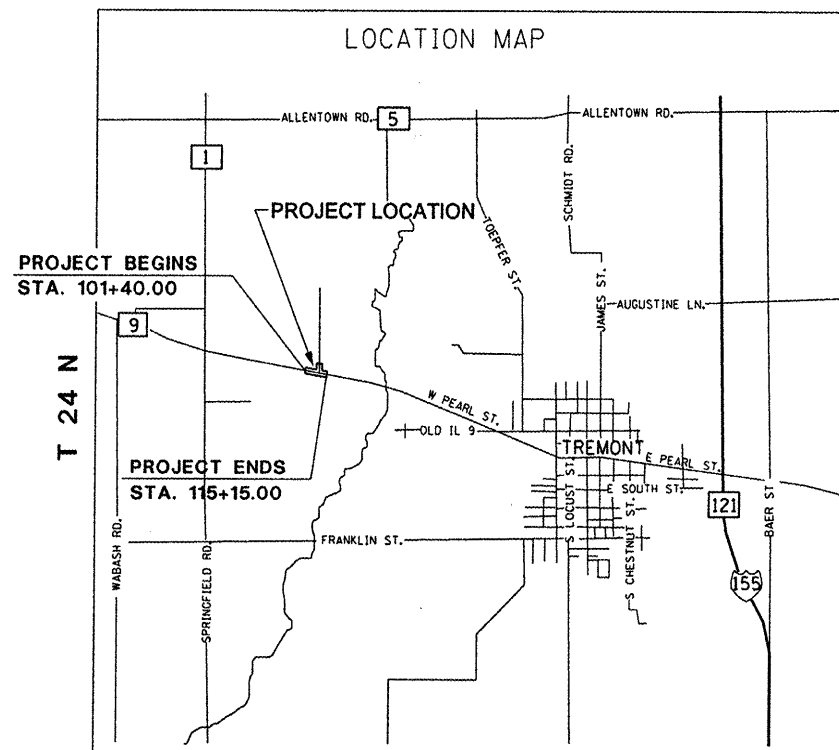 LOCATION MAP
ALLENTOWN RD.
5
ALLENTOWN RD.
1
SCHMIDT RD.
PROJECT LOCATION
TOEPFER ST.
PROJECT BEGINS
STA. 101+40.00
JAMES ST.
AUGUSTINE LN.
9
T 24 N
W PEARL ST.
OLD IL 9
TREMONT
E PEARL ST.
PROJECT ENDS
STA. 115+15.00
S LOCUST ST.
E SOUTH ST.
121
BAER ST
FRANKLIN ST.
S CHESTNUT ST.
WABASH RD.
SPRINGFIELD RD.
155